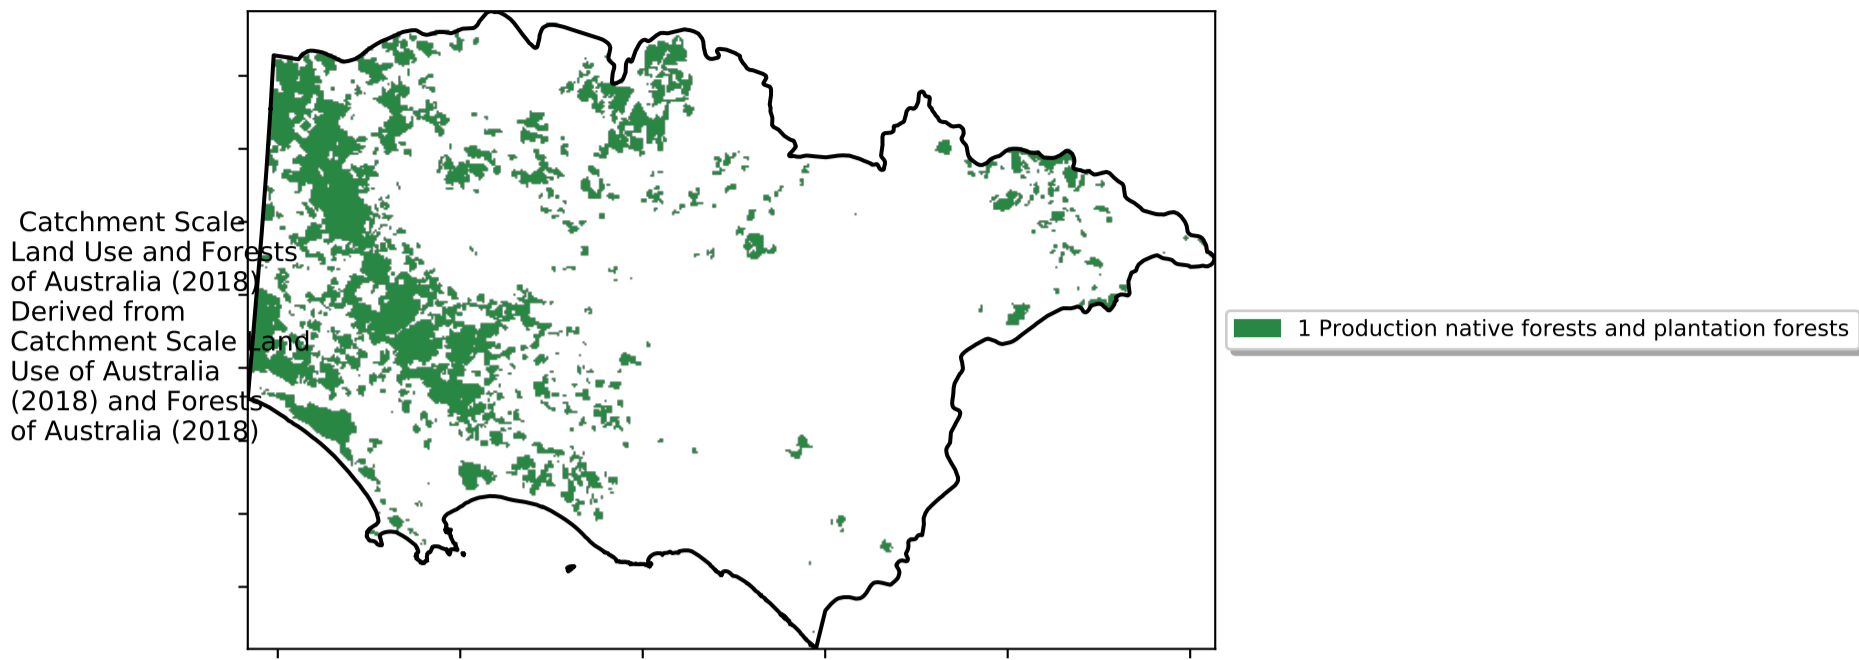 Catchment Scale
Land Use and Forests
of Australia (2018)
Derived from
Catchment Scale Land
Use of Australia
(2018) and Forests
of Australia (2018)
1 Production native forests and plantation forests